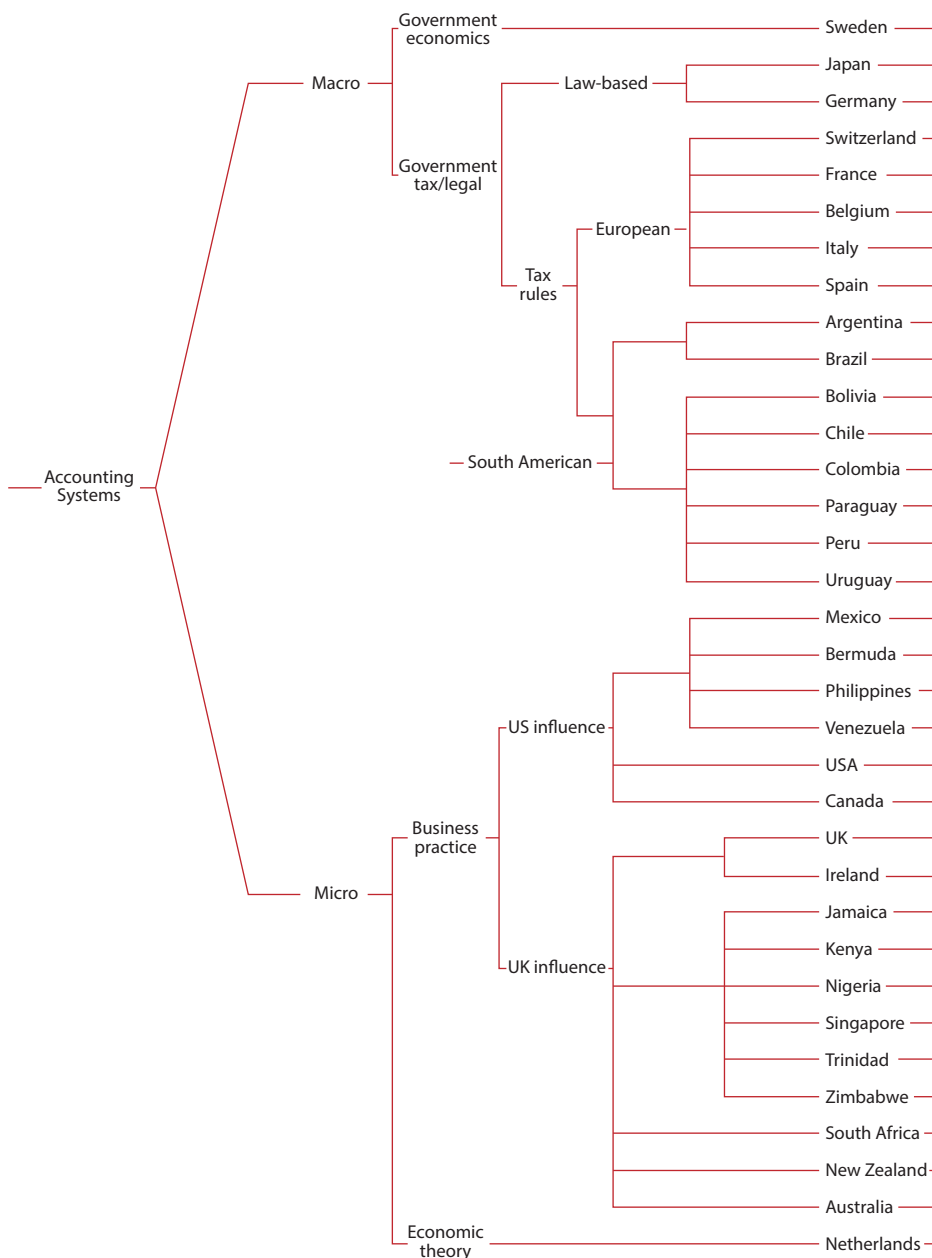 Government
economics
Sweden
Macro
Law-based
Japan
Germany
Government
tax/legal
Switzerland
France
European
Belgium
Italy
Tax
rules
Spain
Argentina
Brazil
Bolivia
Chile
South American
Colombia
Accounting
Systems
Paraguay
Peru
Uruguay
Mexico
Bermuda
Philippines
US influence
Venezuela
USA
Canada
Business
practice
UK
Ireland
Micro
Jamaica
Kenya
UK influence
Nigeria
Singapore
Trinidad
Zimbabwe
South Africa
New Zealand
Australia
Economic
theory
Netherlands